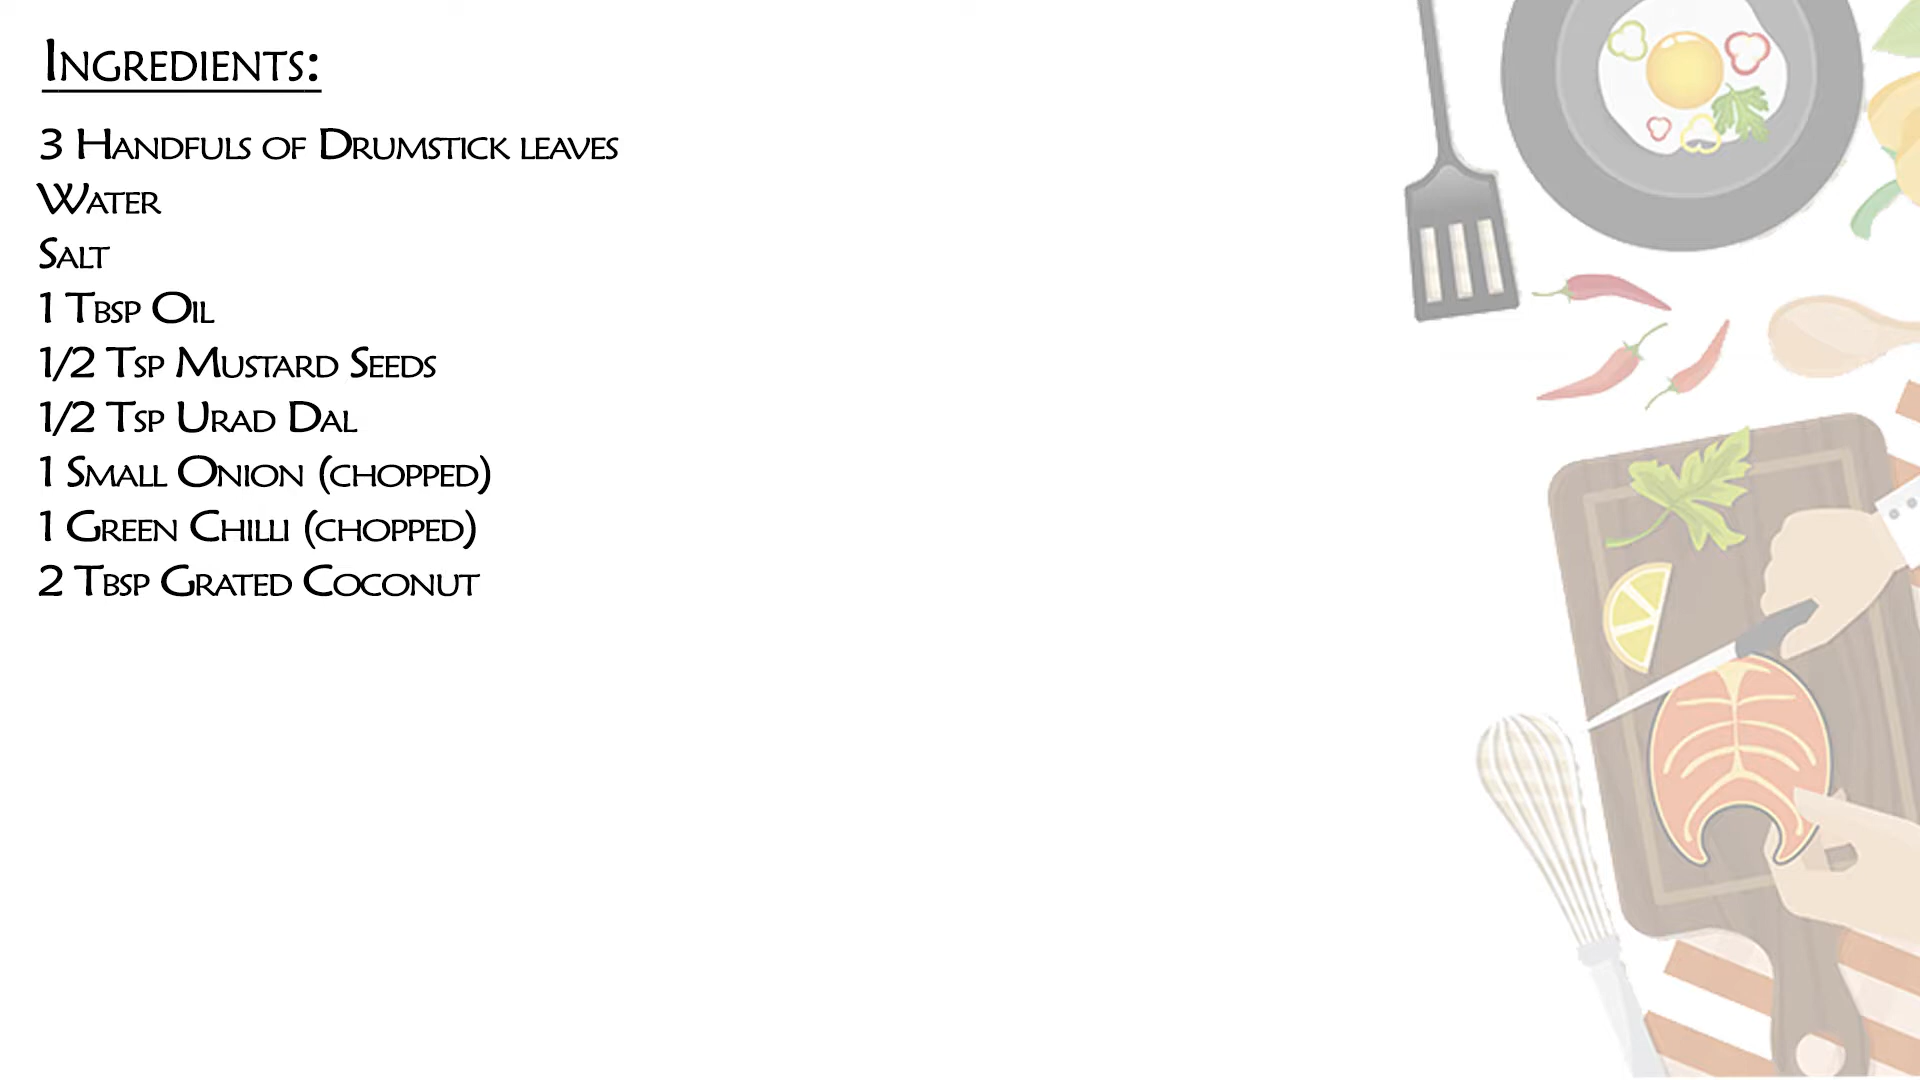 Ingredients:
3 Handfuls of Drumstick leaves
Water
Salt
1 Tbsp Oil
1/2 Tsp Mustard Seeds
1/2 Tsp Urad Dal
1 Small Onion (chopped)
1 Green Chilli (chopped)
2 Tbsp Grated Coconut